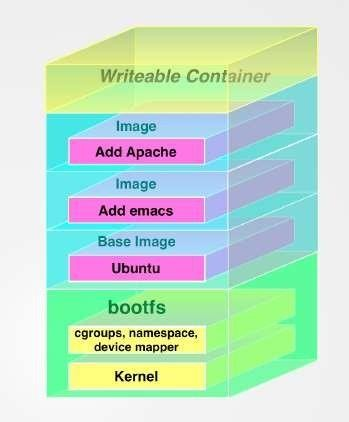 Writeable Container
Image
Add Apache
Image
Add emacs
Base Image
Ubuntu
bootfs
cgroups, namespace,
device mapper
Kernel